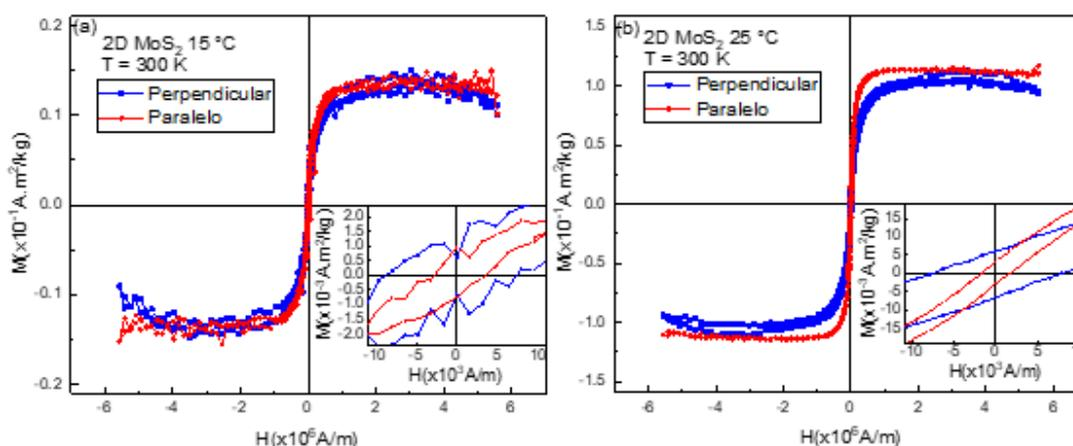 (a)
2D MoS₂ 15 °C
T = 300 K
Perpendicular
Paralelo
M(x10⁻¹A.m²/kg)
0.2
0.1
0.0
-0.1
-0.2
-6 -4 -2 0 2 4 6
H(x10⁶A/m)
M(x10⁻³A.m²/kg)
2.0
1.5
1.0
0.5
0.0
-0.5
-1.0
-1.5
-2.0
-10 -5 0 5 10
H(x10³A/m)
(b)
2D MoS₂ 25 °C
T = 300 K
Perpendicular
Paralelo
M(x10⁻¹A.m²/kg)
1.5
1.0
0.5
0.0
-0.5
-1.0
-1.5
-6 -4 -2 0 2 4 6
H(x10⁶A/m)
M(x10⁻³A.m²/kg)
15
10
5
0
-5
-10
-15
-10 -5 0 5
H(x10³A/m)